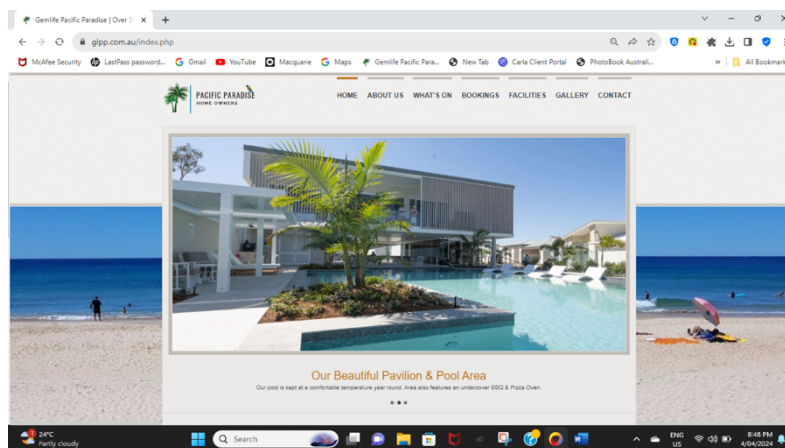 Gemlife Pacific Paradise | Over
glpp.com.au/index.php
McAfee Security
LastPass password...
Gmail
YouTube
Macquarie
Maps
Gemlife Pacific Para...
New Tab
Carla Client Portal
PhotoBook Australi...
»
All Bookmark
PACIFIC PARADISE
HOME OWNERS
HOME
ABOUT US
WHAT'S ON
BOOKINGS
FACILITIES
GALLERY
CONTACT
Our Beautiful Pavilion & Pool Area
Our pool is kept at a comfortable temperature year round. Area also features an undercover BBQ & Pizza Oven.
24°C
Partly cloudy
Search
ENG
US
8:48 PM
4/04/2024